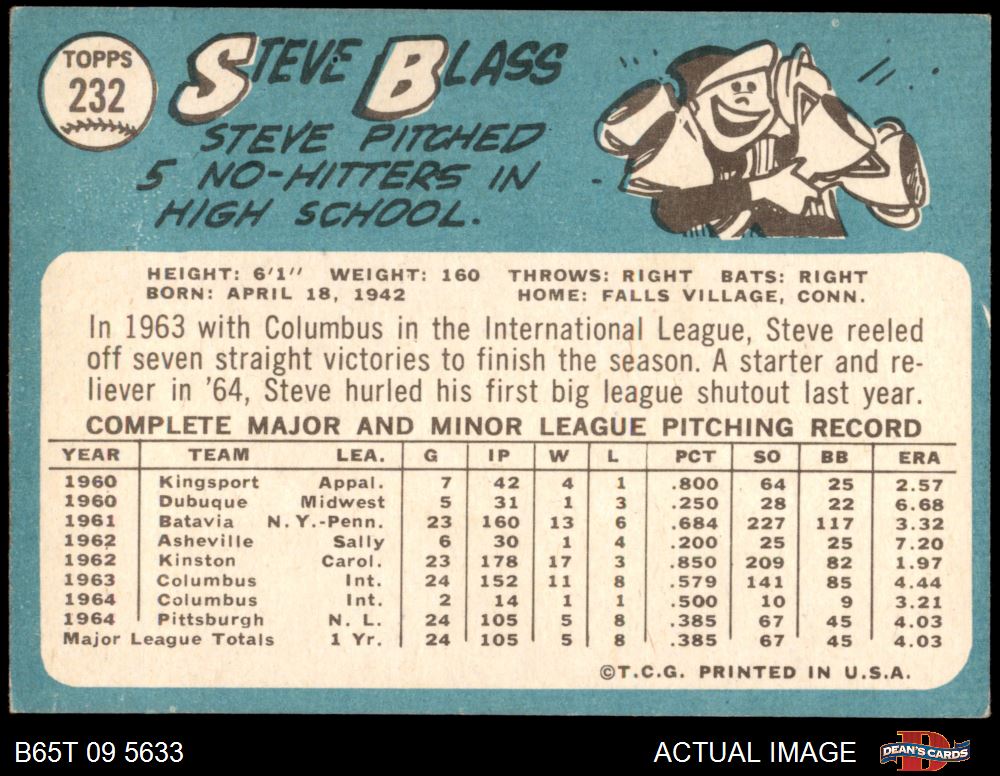 TOPPS
232
STEVE BLASS
STEVE PITCHED
5 NO-HITTERS IN
HIGH SCHOOL.
HEIGHT: 6'1" WEIGHT: 160 THROWS: RIGHT BATS: RIGHT
BORN: APRIL 18, 1942 HOME: FALLS VILLAGE, CONN.
In 1963 with Columbus in the International League, Steve reeled
off seven straight victories to finish the season. A starter and re-
liever in '64, Steve hurled his first big league shutout last year.
COMPLETE MAJOR AND MINOR LEAGUE PITCHING RECORD
YEAR TEAM LEA. G IP W L PCT SO BB ERA
1960 Kingsport Appal. 7 42 4 1 .800 64 25 2.57
1960 Dubuque Midwest 5 31 1 3 .250 28 22 6.68
1961 Batavia N.Y.-Penn. 23 160 13 6 .684 227 117 3.32
1962 Asheville Sally 6 30 1 4 .200 25 25 7.20
1962 Kinston Carol. 23 178 17 3 .850 209 82 1.97
1963 Columbus Int. 24 152 11 8 .579 141 85 4.44
1964 Columbus Int. 2 14 1 1 .500 10 9 3.21
1964 Pittsburgh N. L. 24 105 5 8 .385 67 45 4.03
Major League Totals 1 Yr. 24 105 5 8 .385 67 45 4.03
©T.C.G. PRINTED IN U.S.A.
B65T 09 5633 ACTUAL IMAGE D DEAN'S CARDS